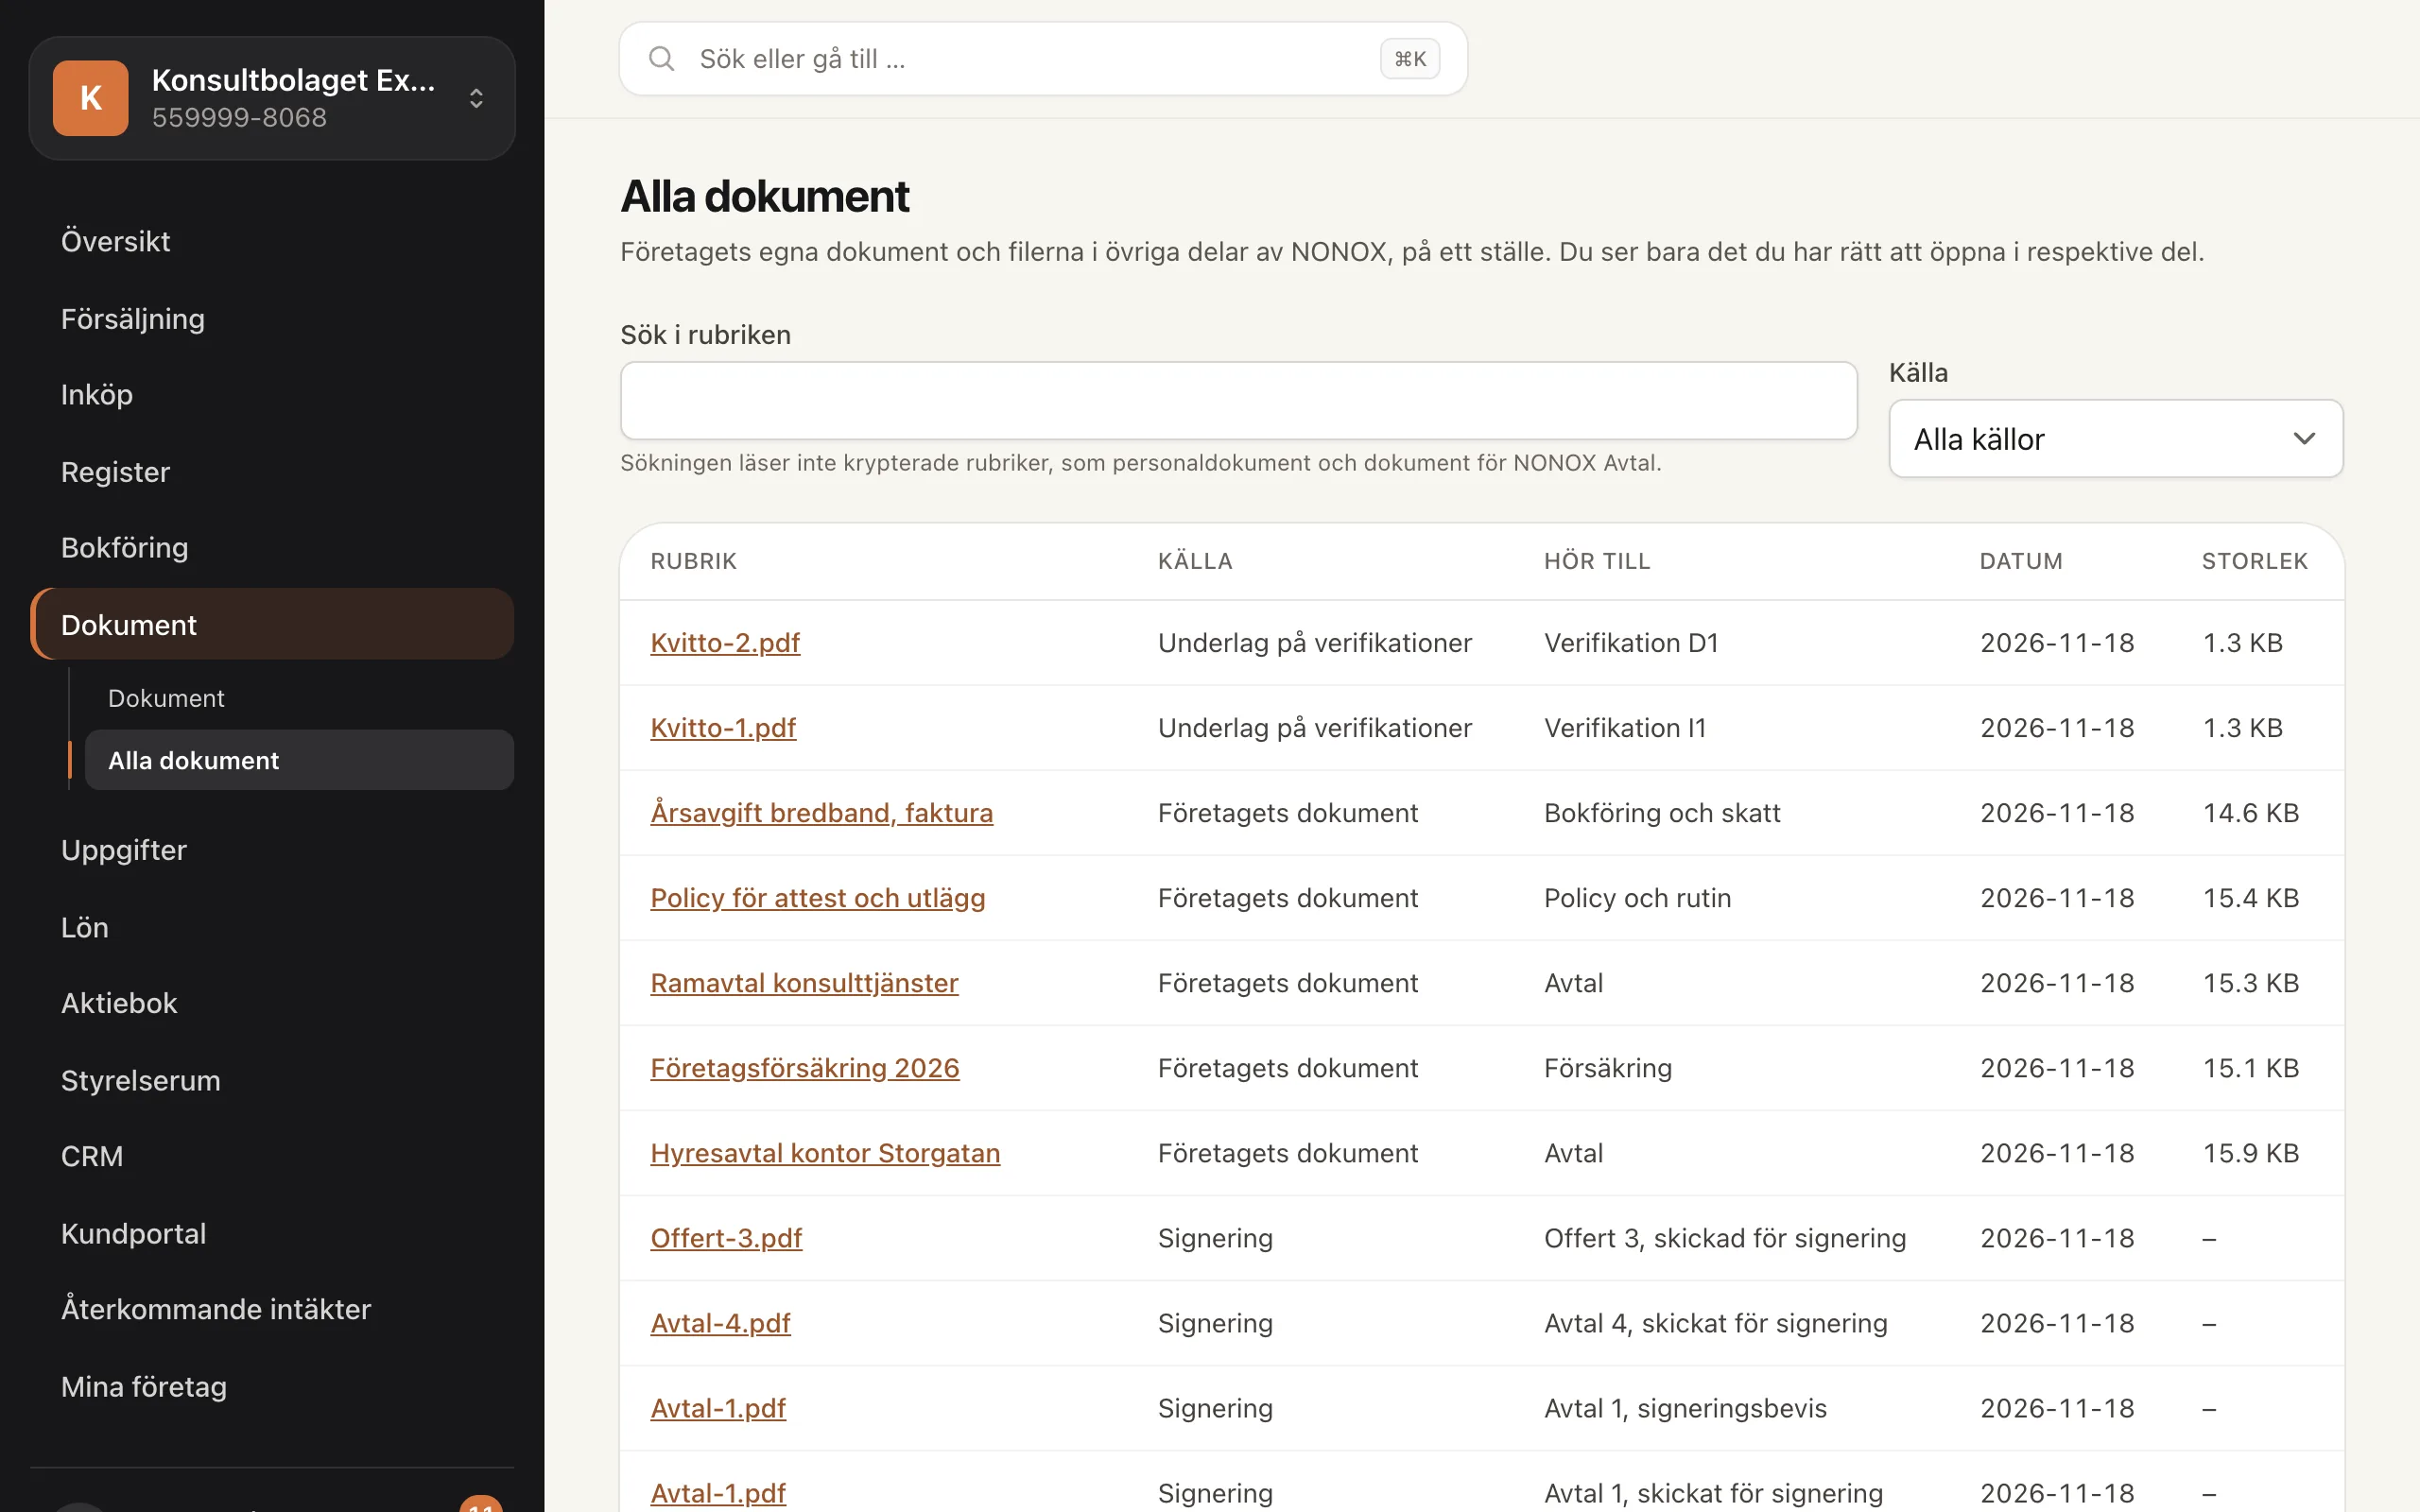 K
Konsultbolaget Ex...
559999-8068
Översikt
Försäljning
Inköp
Register
Bokföring
Dokument
Dokument
Alla dokument
Uppgifter
Lön
Aktiebok
Styrelserum
CRM
Kundportal
Återkommande intäkter
Mina företag
Sök eller gå till ...
⌘K
Alla dokument
Företagets egna dokument och filerna i övriga delar av NONOX, på ett ställe. Du ser bara det du har rätt att öppna i respektive del.
Sök i rubriken
Sökningen läser inte krypterade rubriker, som personaldokument och dokument för NONOX Avtal.
Källa
Alla källor
RUBRIK KÄLLA HÖR TILL DATUM STORLEK
Kvitto-2.pdf Underlag på verifikationer Verifikation D1 2026-11-18 1.3 KB
Kvitto-1.pdf Underlag på verifikationer Verifikation I1 2026-11-18 1.3 KB
Årsavgift bredband, faktura Företagets dokument Bokföring och skatt 2026-11-18 14.6 KB
Policy för attest och utlägg Företagets dokument Policy och rutin 2026-11-18 15.4 KB
Ramavtal konsulttjänster Företagets dokument Avtal 2026-11-18 15.3 KB
Företagsförsäkring 2026 Företagets dokument Försäkring 2026-11-18 15.1 KB
Hyresavtal kontor Storgatan Företagets dokument Avtal 2026-11-18 15.9 KB
Offert-3.pdf Signering Offert 3, skickad för signering 2026-11-18 –
Avtal-4.pdf Signering Avtal 4, skickat för signering 2026-11-18 –
Avtal-1.pdf Signering Avtal 1, signeringsbevis 2026-11-18 –
Avtal-1.pdf Signering Avtal 1, skickat för signering 2026-11-18 –